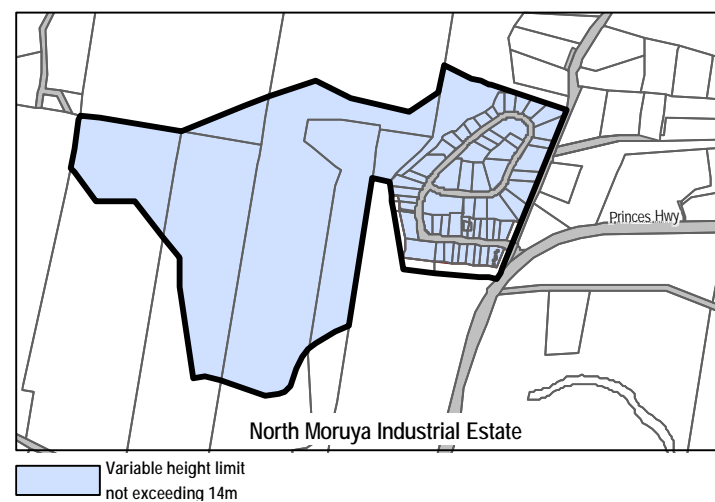 Princes Hwy
North Moruya Industrial Estate
Variable height limit
not exceeding 14m